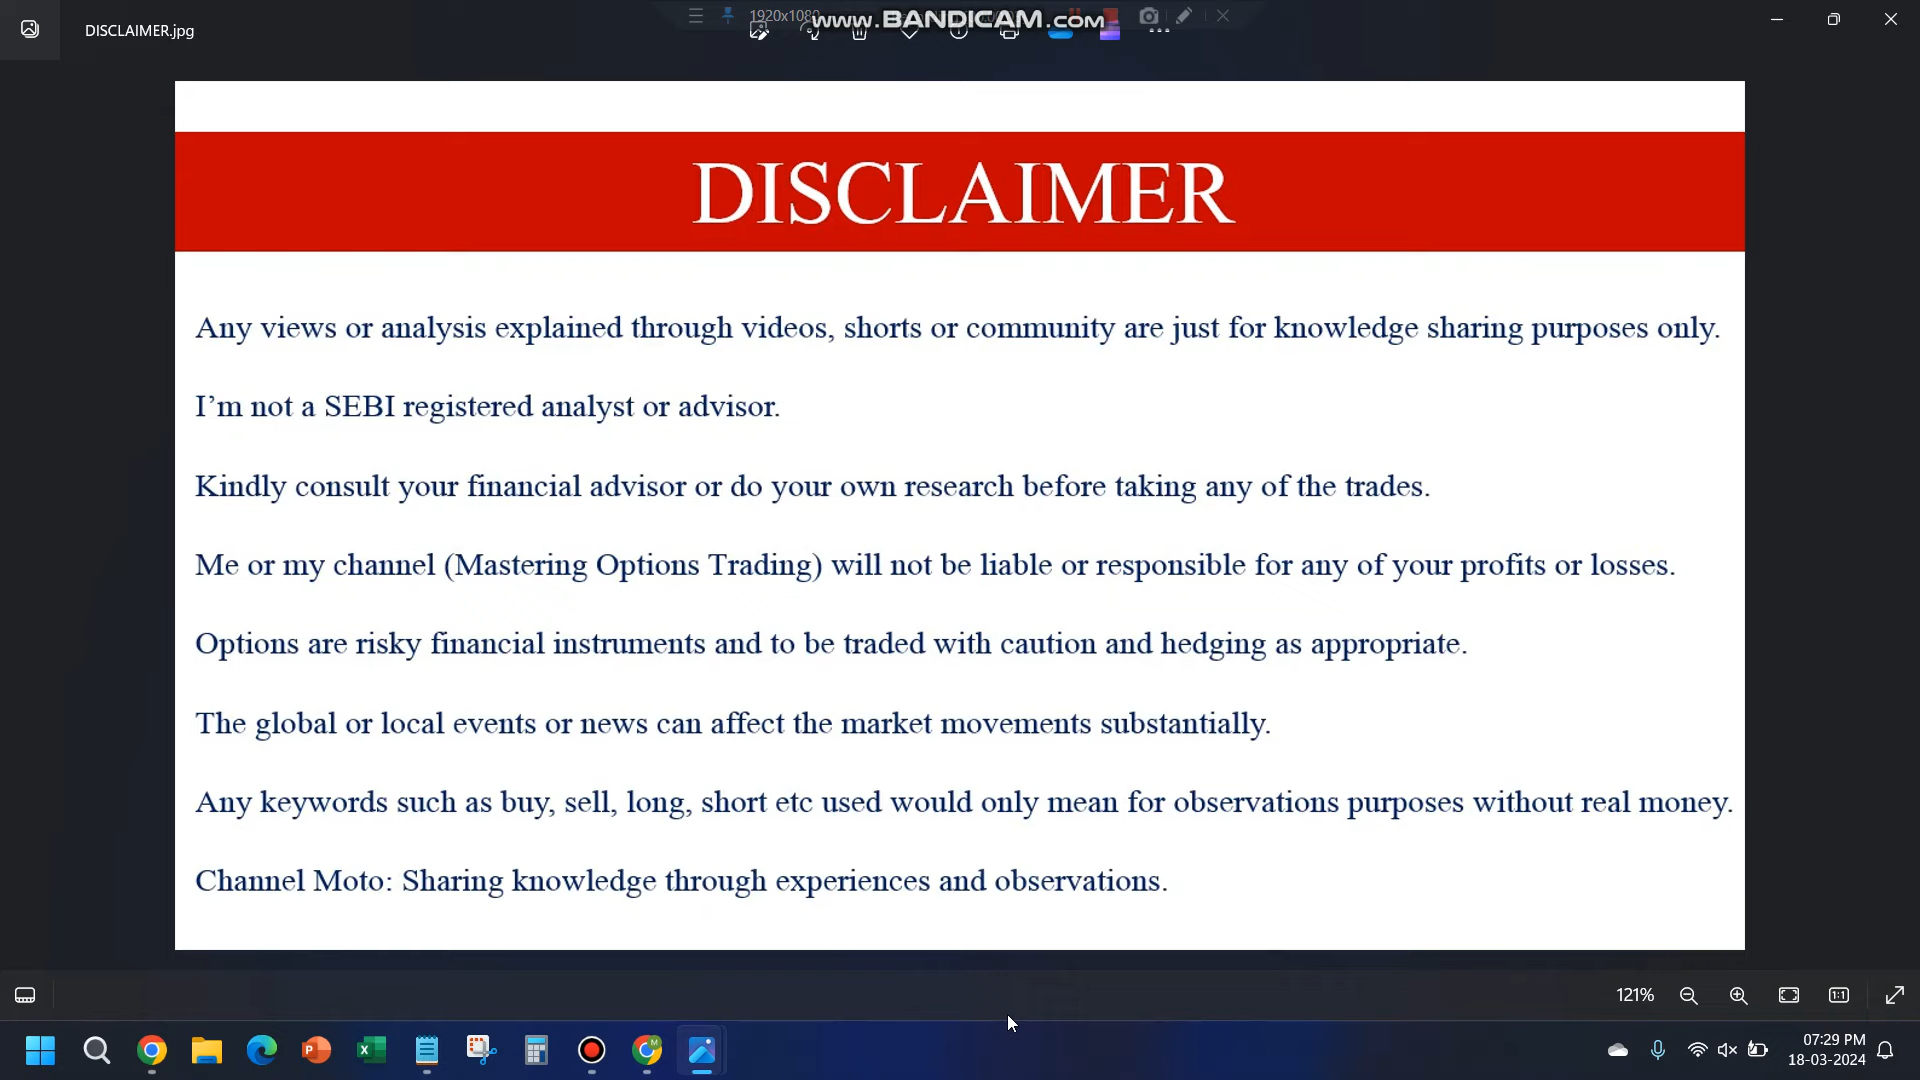 DISCLAIMER.jpg
1920x1080
www.BANDICAM.com
DISCLAIMER
Any views or analysis explained through videos, shorts or community are just for knowledge sharing purposes only.
I’m not a SEBI registered analyst or advisor.
Kindly consult your financial advisor or do your own research before taking any of the trades.
Me or my channel (Mastering Options Trading) will not be liable or responsible for any of your profits or losses.
Options are risky financial instruments and to be traded with caution and hedging as appropriate.
The global or local events or news can affect the market movements substantially.
Any keywords such as buy, sell, long, short etc used would only mean for observations purposes without real money.
Channel Moto: Sharing knowledge through experiences and observations.
121%
07:29 PM
18-03-2024